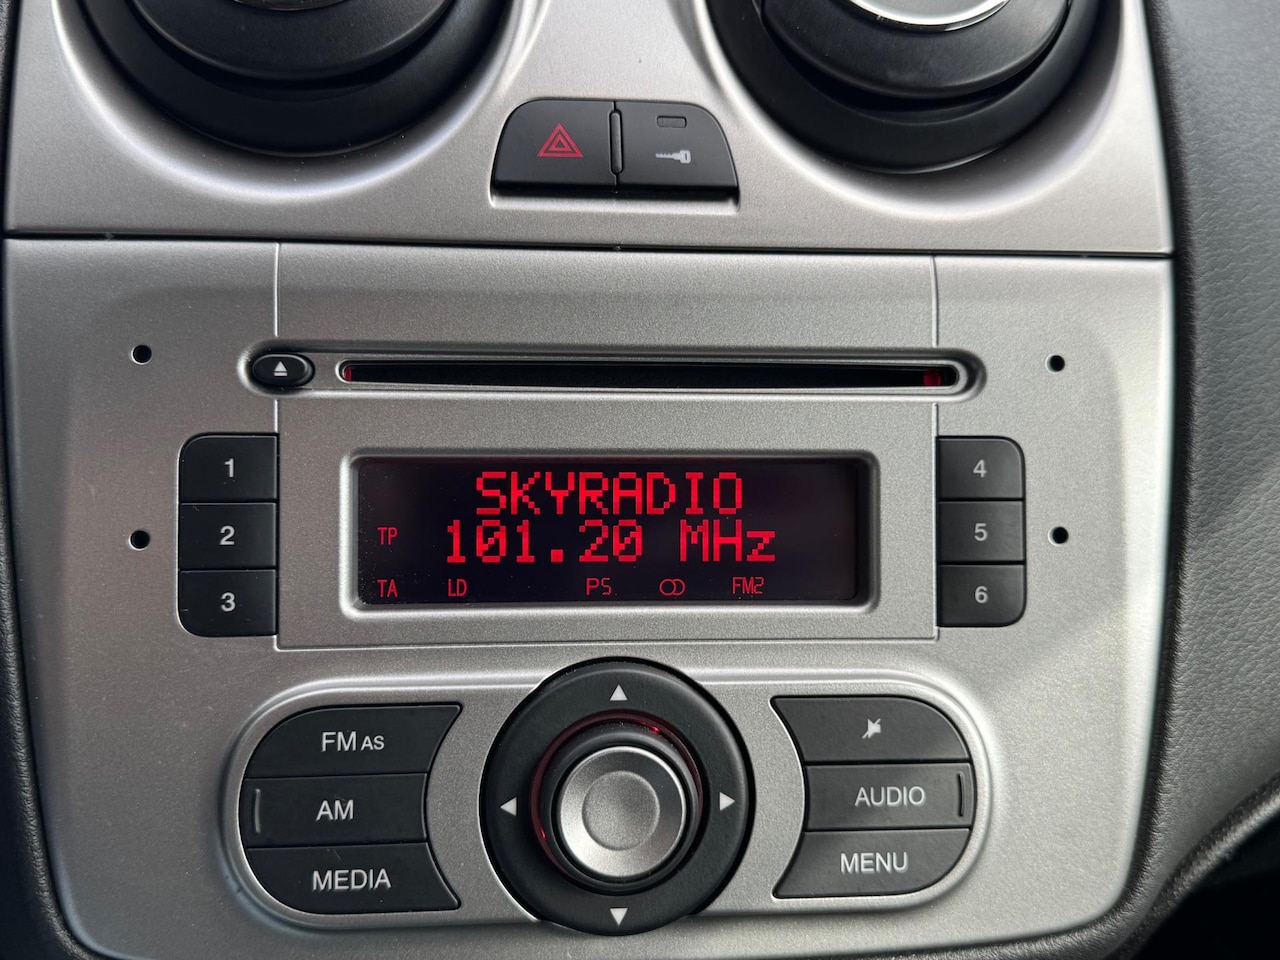 1
2
3
SKYRADIO
TP 101.20 MHz
TA LD PS FM2
4
5
6
FM AS
AM
MEDIA
AUDIO
MENU